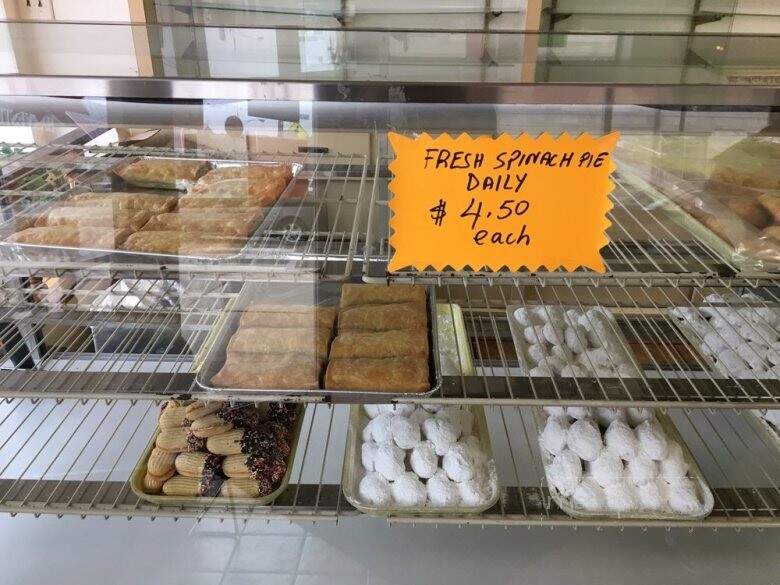 FRESH SPINACH PIE
DAILY
$ 4.50
each